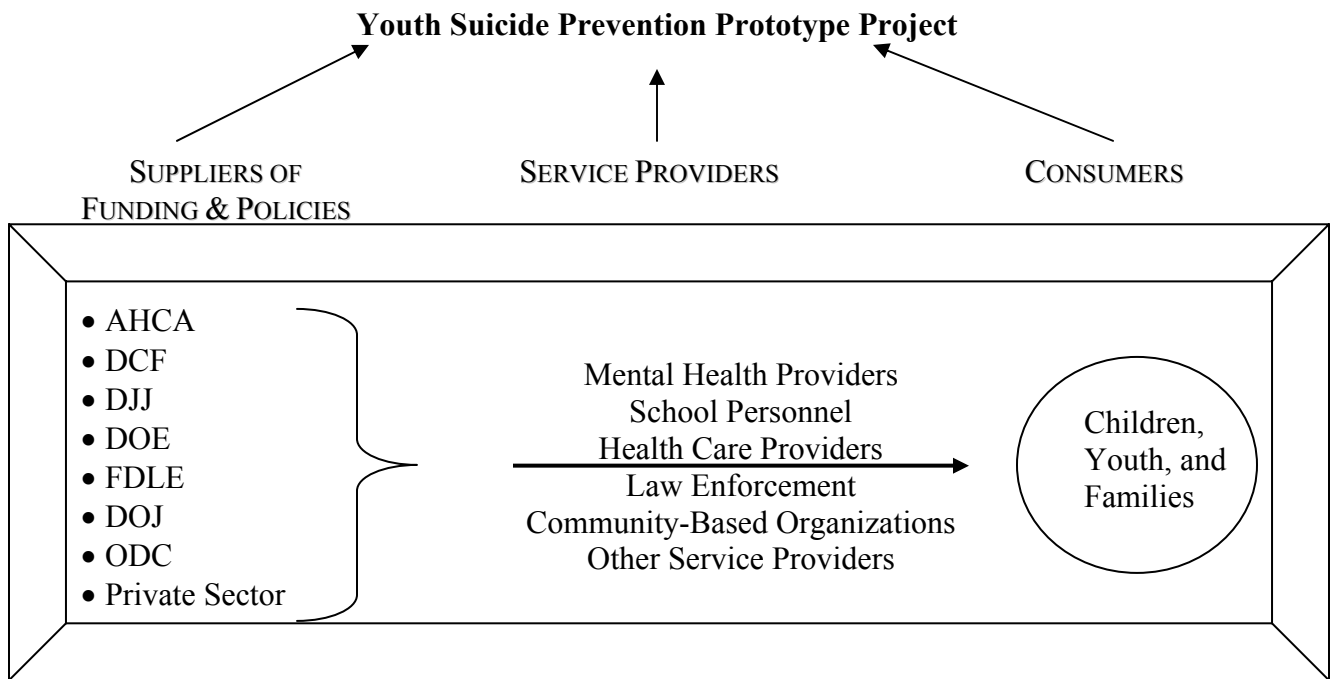 Youth Suicide Prevention Prototype Project
SUPPLIERS OF
FUNDING & POLICIES
SERVICE PROVIDERS
CONSUMERS
• AHCA
• DCF
• DJJ
• DOE
• FDLE
• DOJ
• ODC
• Private Sector
Mental Health Providers
School Personnel
Health Care Providers
Law Enforcement
Community-Based Organizations
Other Service Providers
Children,
Youth, and
Families